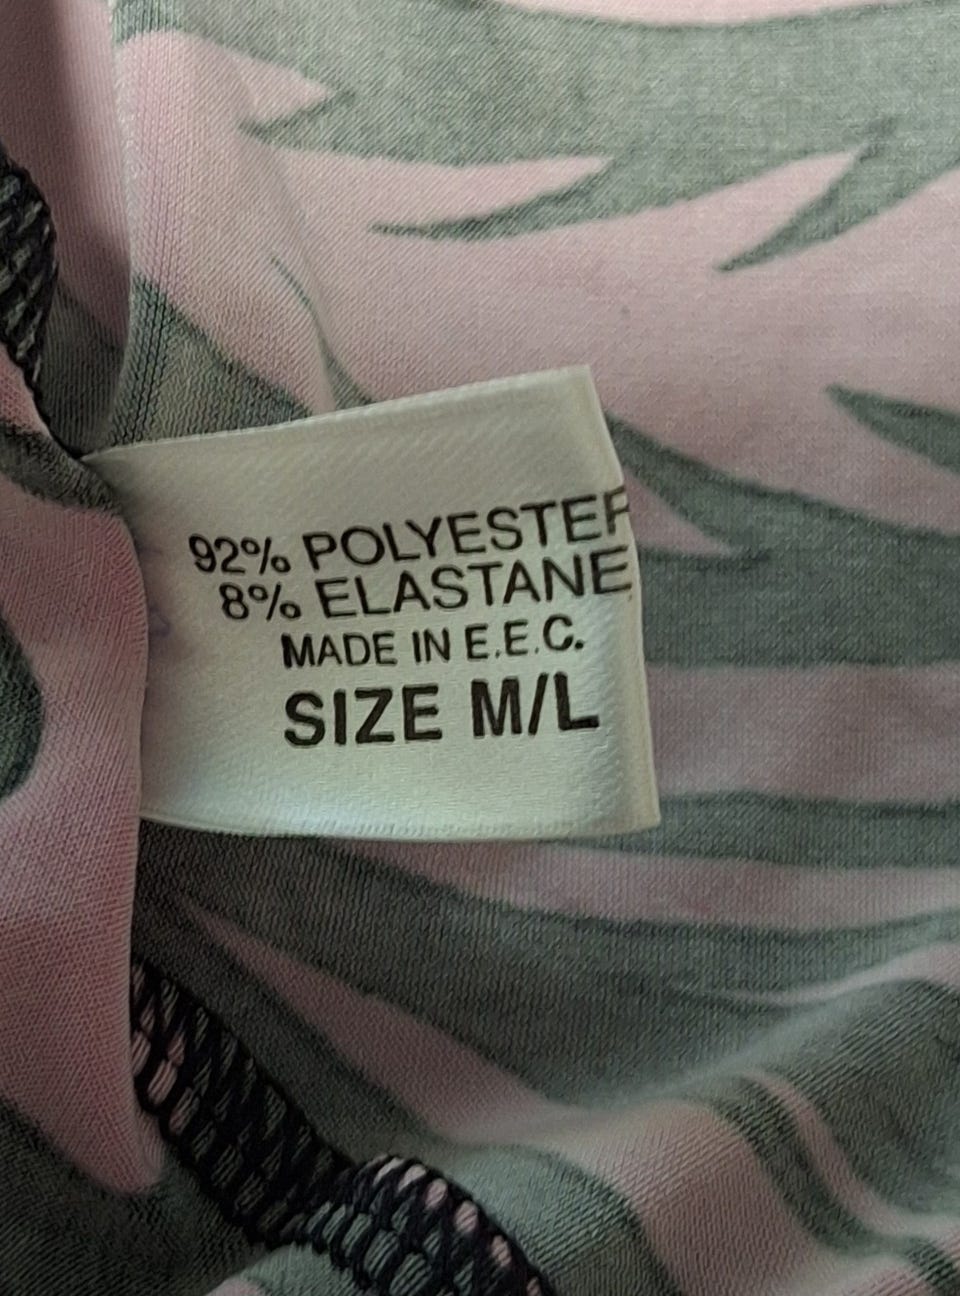 92% POLYESTER
8% ELASTANE
MADE IN E.E.C.
SIZE M/L